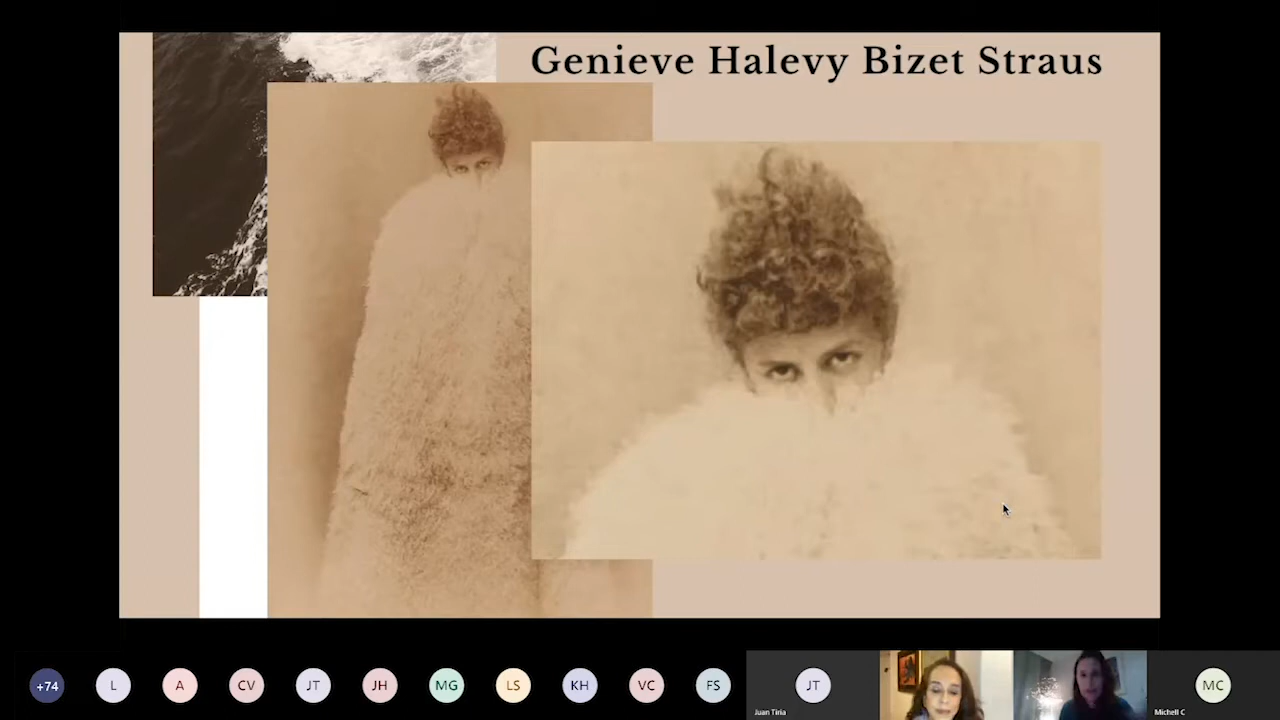 Genieve Halevy Bizet Straus
+74
L
A
CV
JT
JH
MG
LS
KH
VC
FS
JT
Juan Tiria
MC
Michell C